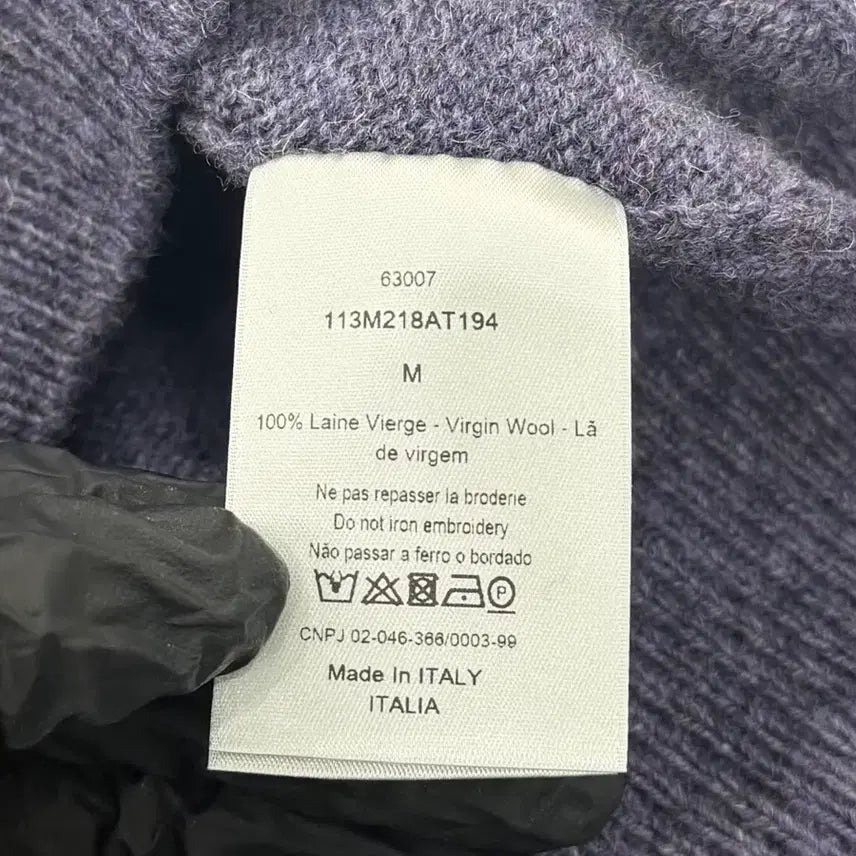 63007
113M218AT194
M
100% Laine Vierge - Virgin Wool - Lã
de virgem
Ne pas repasser la broderie
Do not iron embroidery
Não passar a ferro o bordado
P
CNPJ 02-046-366/0003-99
Made In ITALY
ITALIA